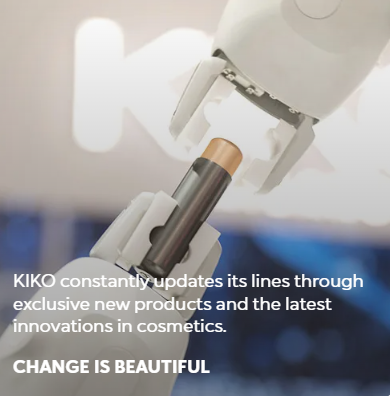 KIKO constantly updates its lines through
exclusive new products and the latest
innovations in cosmetics.
CHANGE IS BEAUTIFUL